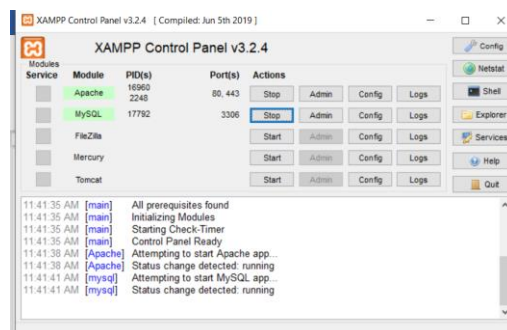 XAMPP Control Panel v3.2.4 [ Compiled: Jun 5th 2019 ]
XAMPP Control Panel v3.2.4
Config
Modules
Service Module PID(s) Port(s) Actions
Netstat
Apache 16960 2248 80, 443 Stop Admin Config Logs
Shell
MySQL 17792 3306 Stop Admin Config Logs
Explorer
FileZilla Start Admin Config Logs
Services
Mercury Start Admin Config Logs
Help
Tomcat Start Admin Config Logs
Quit
11:41:35 AM [main] All prerequisites found
11:41:35 AM [main] Initializing Modules
11:41:35 AM [main] Starting Check-Timer
11:41:35 AM [main] Control Panel Ready
11:41:38 AM [Apache] Attempting to start Apache app...
11:41:38 AM [Apache] Status change detected: running
11:41:41 AM [mysql] Attempting to start MySQL app...
11:41:41 AM [mysql] Status change detected: running